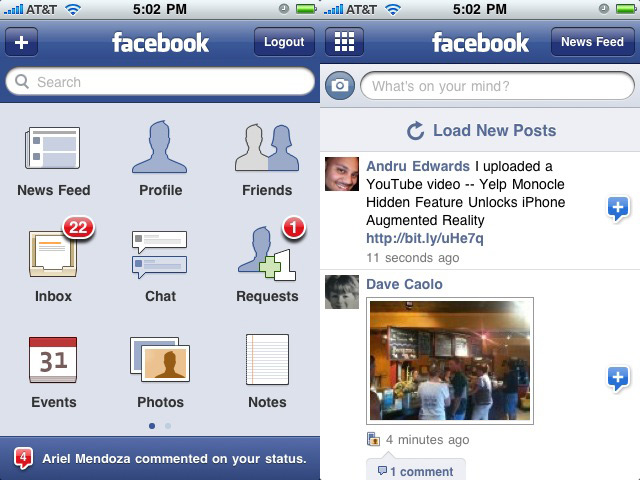 AT&T 5:02 PM
facebook
Logout
Search
News Feed
Profile
Friends
22
1
Inbox
Chat
Requests
31
Events
Photos
Notes
4
Ariel Mendoza commented on your status.
AT&T 5:02 PM
facebook
News Feed
What's on your mind?
Load New Posts
Andru Edwards I uploaded a
YouTube video -- Yelp Monocle
Hidden Feature Unlocks iPhone
Augmented Reality
http://bit.ly/uHe7q
11 seconds ago
Dave Caolo
4 minutes ago
1 comment